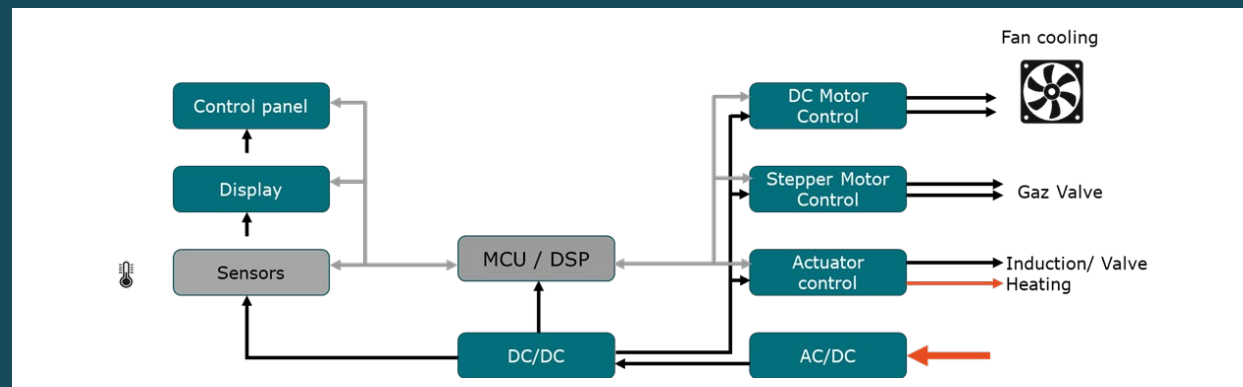 Fan cooling
Control panel
DC Motor
Control
Display
Stepper Motor
Control
Gaz Valve
Sensors
MCU / DSP
Actuator
control
Induction/ Valve
Heating
DC/DC
AC/DC